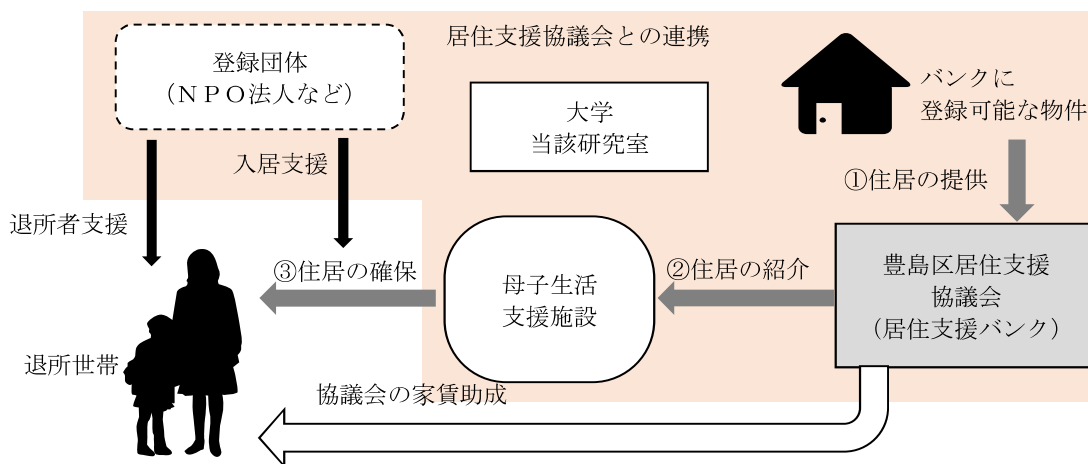 居住支援協議会との連携
登録団体
（ＮＰＯ法人など）
大学
当該研究室
バンクに
登録可能な物件
入居支援
①住居の提供
退所者支援
豊島区居住支援
協議会
（居住支援バンク）
②住居の紹介
母子生活
支援施設
③住居の確保
退所世帯
協議会の家賃助成